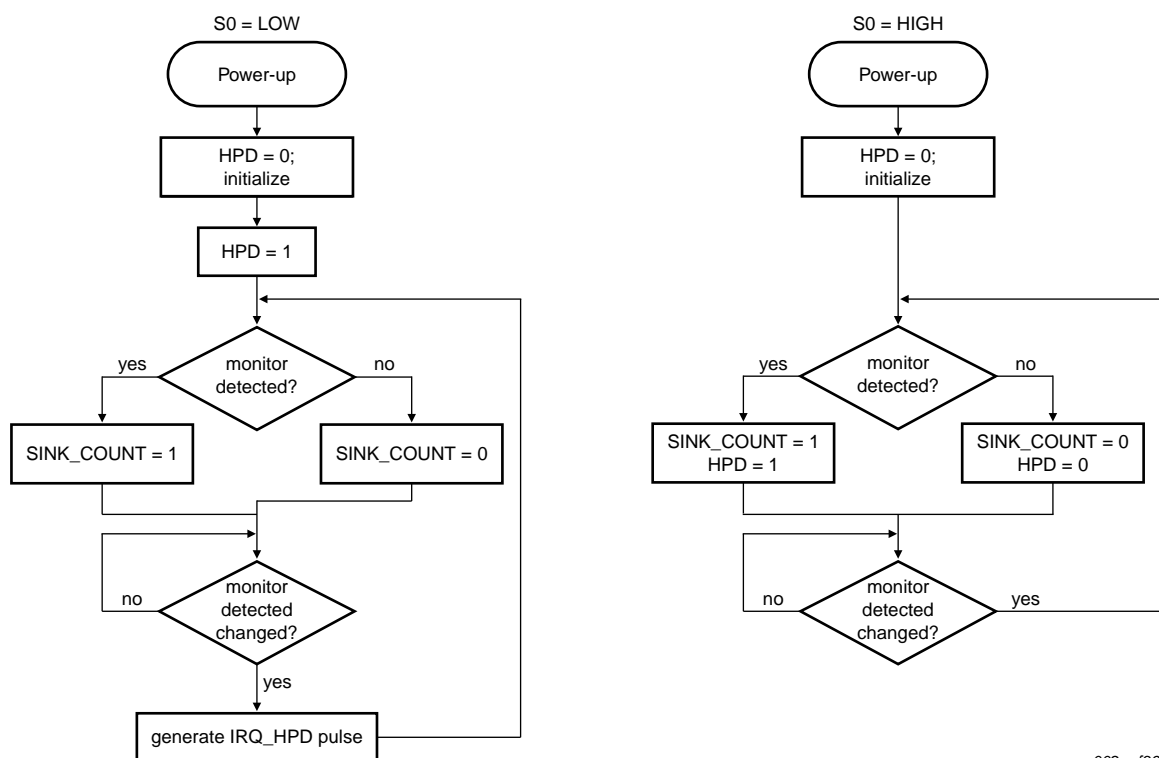 S0 = LOW
Power-up
HPD = 0;
initialize
HPD = 1
monitor
detected?
yes
no
SINK_COUNT = 1
SINK_COUNT = 0
monitor
detected
changed?
no
yes
generate IRQ_HPD pulse
S0 = HIGH
Power-up
HPD = 0;
initialize
monitor
detected?
yes
no
SINK_COUNT = 1
HPD = 1
SINK_COUNT = 0
HPD = 0
monitor
detected
changed?
no
yes